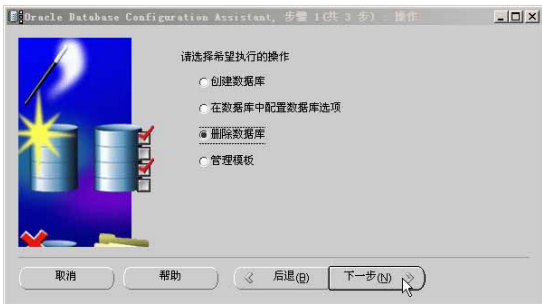 Oracle Database Configuration Assistant, 步骤 1(共 3 步) : 操作
请选择希望执行的操作
创建数据库
在数据库中配置数据库选项
删除数据库
管理模板
取消
帮助
后退(B)
下一步(N)